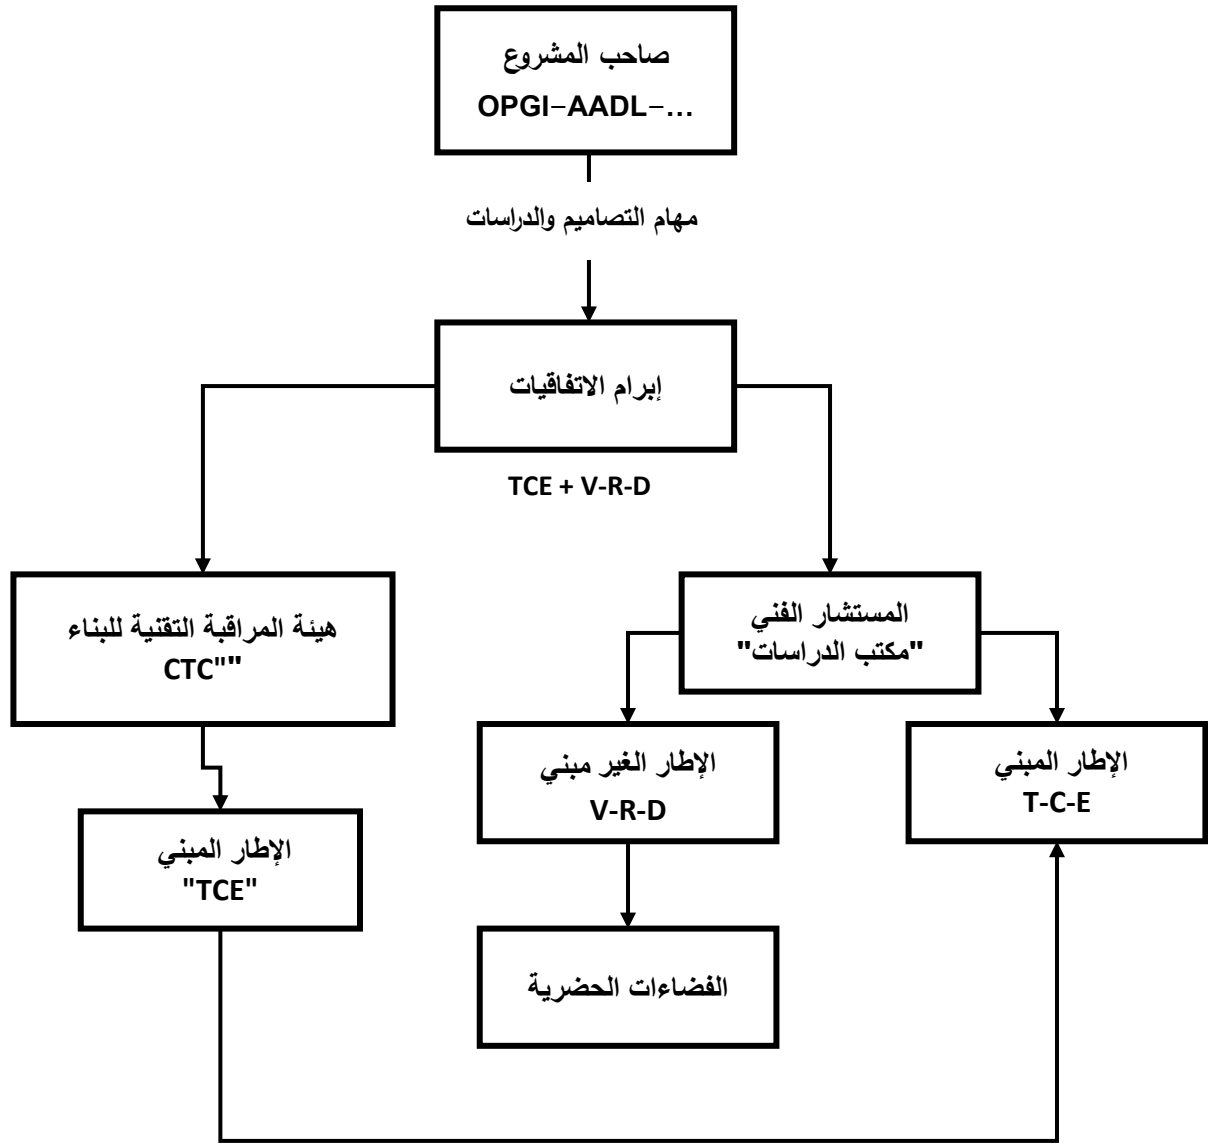 صاحب المشروع
OPGI-AADL-...
مهام التصاميم والدراسات
إبرام الاتفاقيات
TCE + V-R-D
المستشار الفني
"مكتب الدراسات"
هيئة المراقبة التقنية للبناء
CTC""
الإطار المبني
T-C-E
الإطار الغير مبني
V-R-D
الإطار المبني
"TCE"
الفضاءات الحضرية